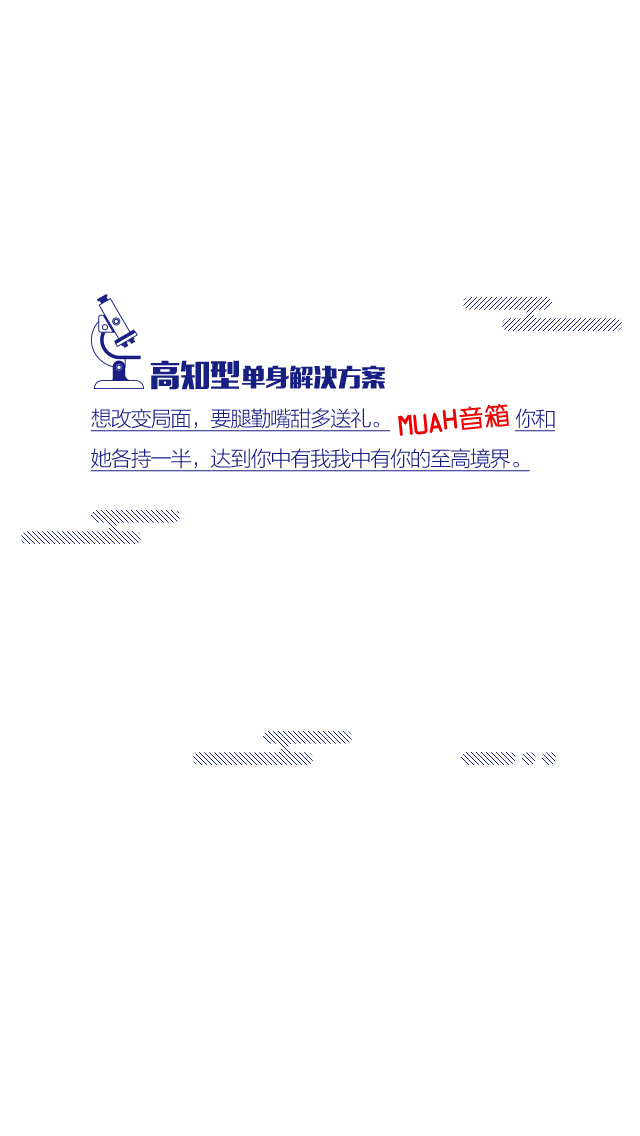 高知型单身解决方案
想改变局面，要腿勤嘴甜多送礼。MUAH音箱 你和
她各持一半，达到你中有我我中有你的至高境界。